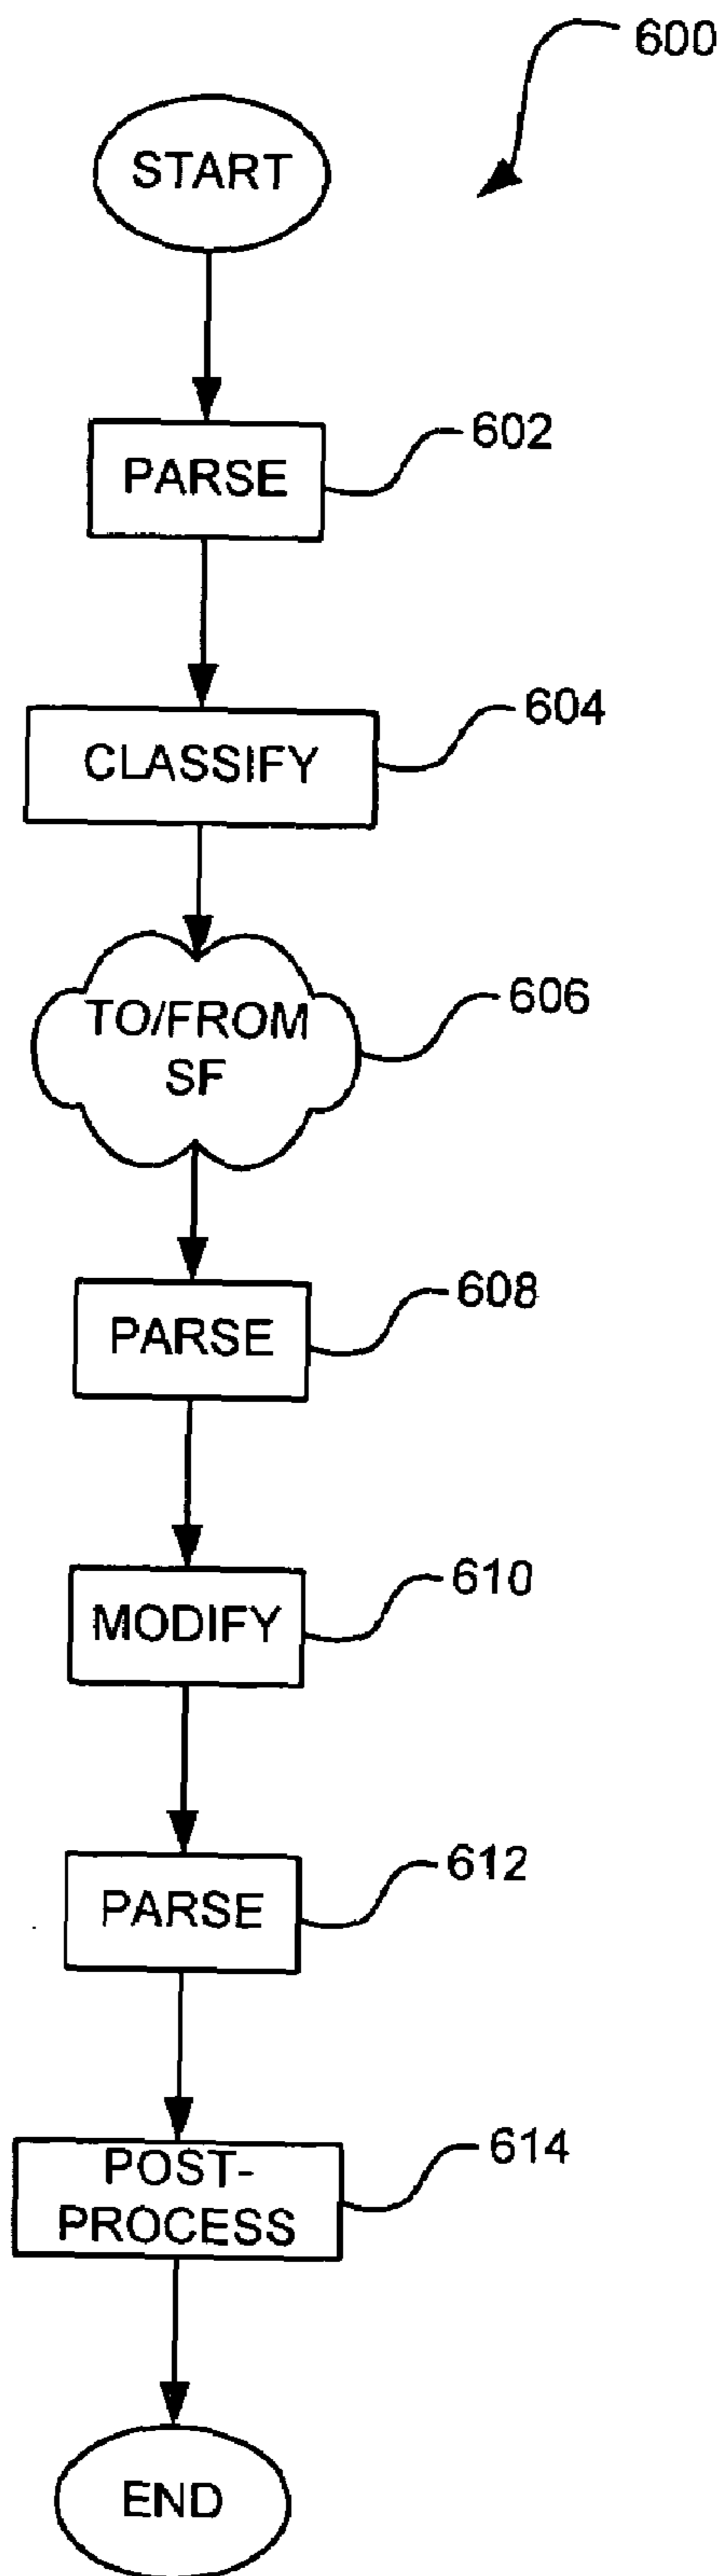 600
START
PARSE
602
CLASSIFY
604
TO/FROM
SF
606
PARSE
608
MODIFY
610
PARSE
612
POST-
PROCESS
614
END